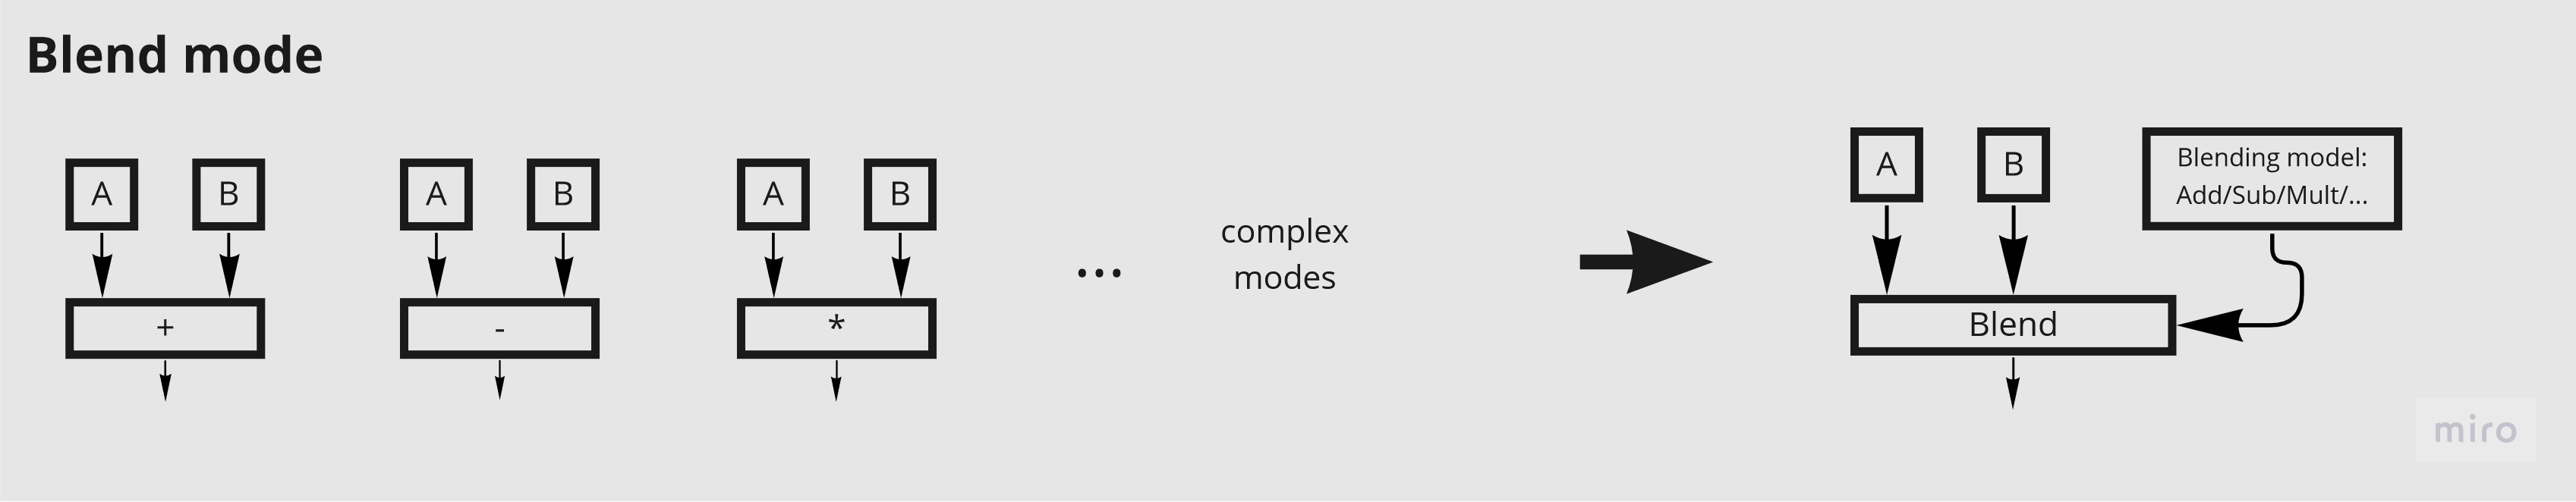 Blend mode
A B
+
A B
-
A B
*
...
complex
modes
A B
Blending model:
Add/Sub/Mult/...
Blend
miro